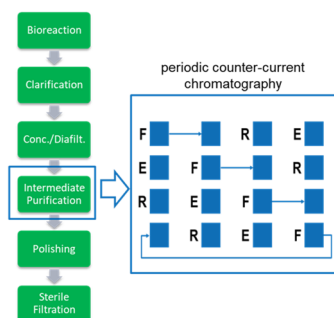 Bioreaction
Clarification
Conc./Diafilt.
Intermediate
Purification
Polishing
Sterile
Filtration
periodic counter-current
chromatography
F R E
E F R
R E F
R E F